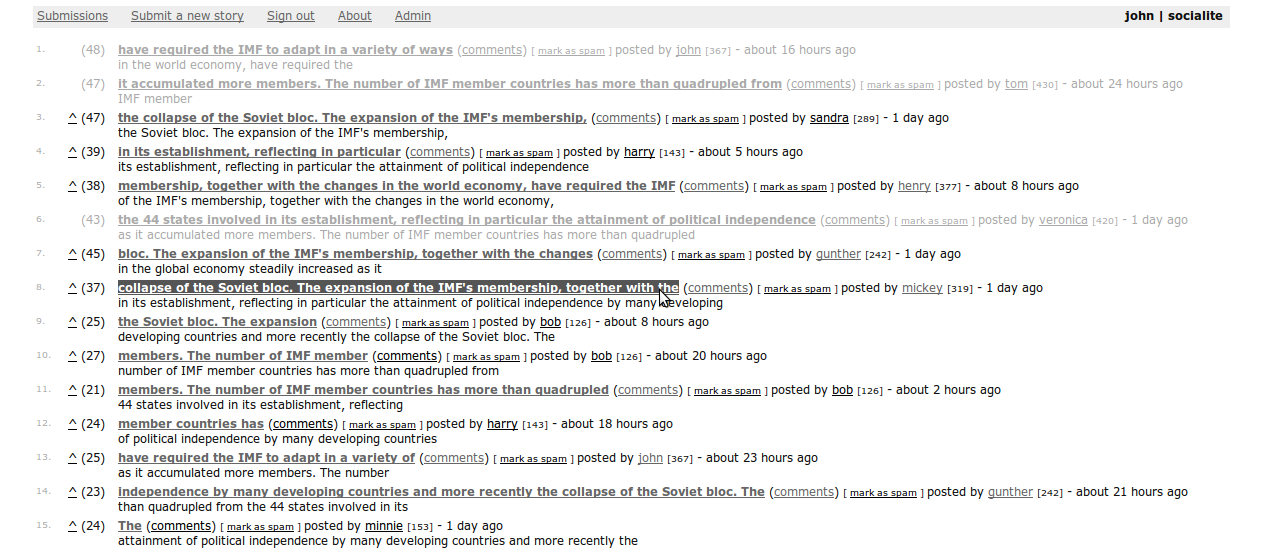 Submissions Submit a new story Sign out About Admin john | socialite
1. (48) have required the IMF to adapt in a variety of ways (comments) [ mark as spam ] posted by john [367] - about 16 hours ago
in the world economy, have required the
2. (47) it accumulated more members. The number of IMF member countries has more than quadrupled from (comments) [ mark as spam ] posted by tom [430] - about 24 hours ago
IMF member
3. ^ (47) the collapse of the Soviet bloc. The expansion of the IMF's membership, (comments) [ mark as spam ] posted by sandra [289] - 1 day ago
the Soviet bloc. The expansion of the IMF's membership,
4. ^ (39) in its establishment, reflecting in particular (comments) [ mark as spam ] posted by harry [143] - about 5 hours ago
its establishment, reflecting in particular the attainment of political independence
5. ^ (38) membership, together with the changes in the world economy, have required the IMF (comments) [ mark as spam ] posted by henry [377] - about 8 hours ago
of the IMF's membership, together with the changes in the world economy,
6. (43) the 44 states involved in its establishment, reflecting in particular the attainment of political independence (comments) [ mark as spam ] posted by veronica [420] - 1 day ago
as it accumulated more members. The number of IMF member countries has more than quadrupled
7. ^ (45) bloc. The expansion of the IMF's membership, together with the changes (comments) [ mark as spam ] posted by gunther [242] - 1 day ago
in the global economy steadily increased as it
8. ^ (37) collapse of the Soviet bloc. The expansion of the IMF's membership, together with the (comments) [ mark as spam ] posted by mickey [319] - 1 day ago
in its establishment, reflecting in particular the attainment of political independence by many developing
9. ^ (25) the Soviet bloc. The expansion (comments) [ mark as spam ] posted by bob [126] - about 8 hours ago
developing countries and more recently the collapse of the Soviet bloc. The
10. ^ (27) members. The number of IMF member (comments) [ mark as spam ] posted by bob [126] - about 20 hours ago
number of IMF member countries has more than quadrupled from
11. ^ (21) members. The number of IMF member countries has more than quadrupled (comments) [ mark as spam ] posted by bob [126] - about 2 hours ago
44 states involved in its establishment, reflecting
12. ^ (24) member countries has (comments) [ mark as spam ] posted by harry [143] - about 18 hours ago
of political independence by many developing countries
13. ^ (25) have required the IMF to adapt in a variety of (comments) [ mark as spam ] posted by john [367] - about 23 hours ago
as it accumulated more members. The number
14. ^ (23) independence by many developing countries and more recently the collapse of the Soviet bloc. The (comments) [ mark as spam ] posted by gunther [242] - about 21 hours ago
than quadrupled from the 44 states involved in its
15. ^ (24) The (comments) [ mark as spam ] posted by minnie [153] - 1 day ago
attainment of political independence by many developing countries and more recently the